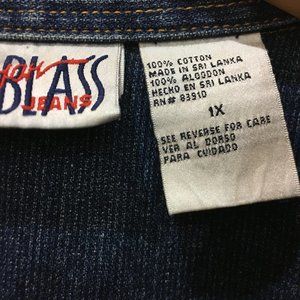 BLASS
JEANS
100% COTTON
MADE IN SRI LANKA
100% ALGODON
HECHO EN SRI LANKA
RN# 83910
1X
SEE REVERSE FOR CARE
VER AL DORSO
PARA CUIDADO